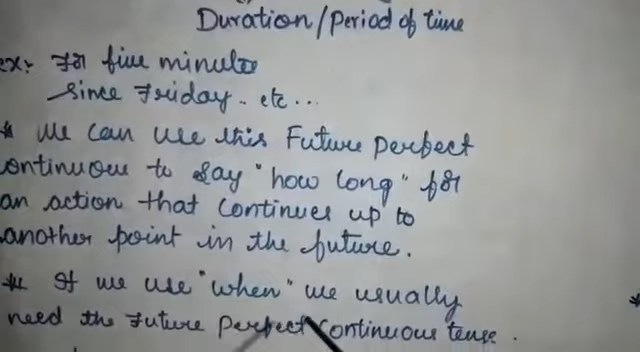 Duration/Period of time
ex:- For five minutes
since Friday.. etc...
* We can use this Future perfect
continuous to say "how long" for
an action that continues up to
another point in the future.
* If we use "when" we usually
need the Future perfect continuous tense.
*